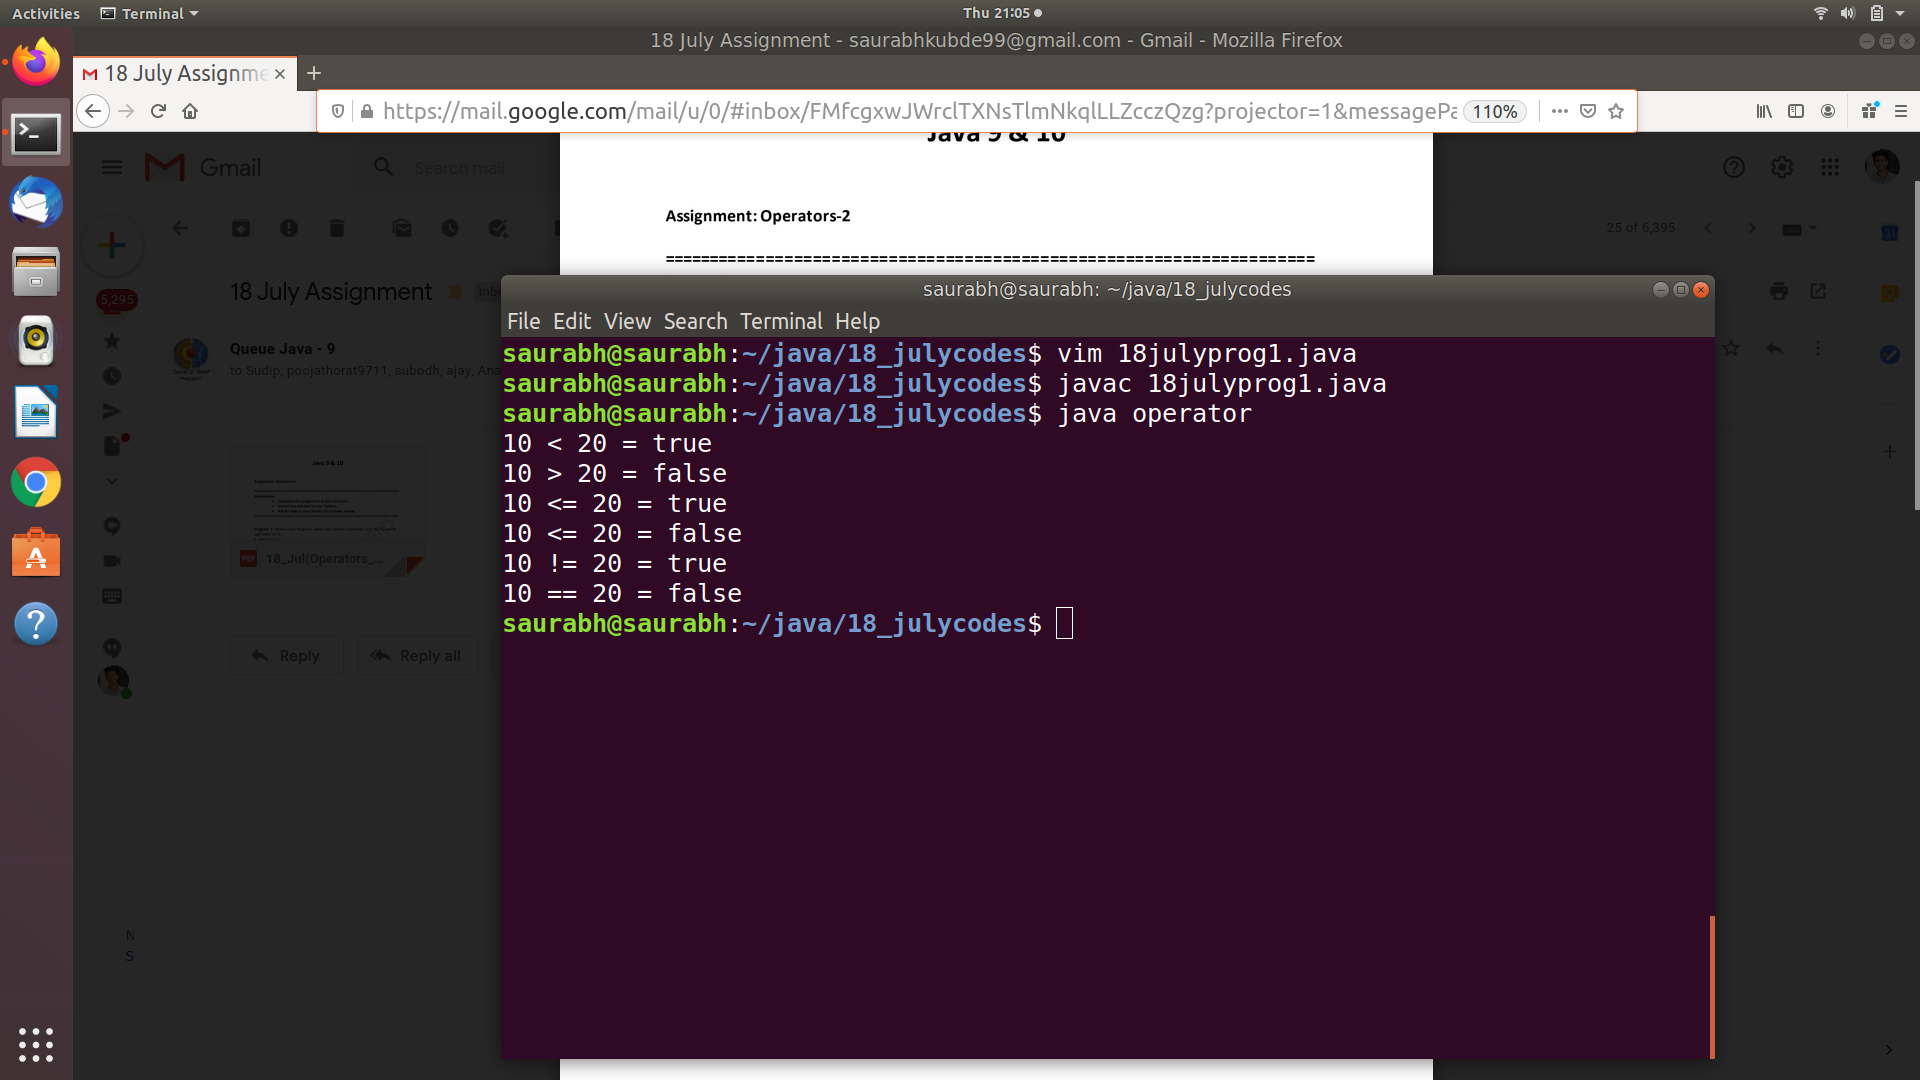 Activities
Terminal
Thu 21:05
18 July Assignment - saurabhkubde99@gmail.com - Gmail - Mozilla Firefox
18 July Assignme
https://mail.google.com/mail/u/0/#inbox/FMfcgxwJWrclTXNsTlmNkqlLLZcczQzg?projector=1&messagePa
110%
Java 9 & 10
Gmail
Search mail
Assignment: Operators-2
25 of 6,395
18 July Assignment
5,295
Queue Java - 9
to Sudip, poojathorat9711, subodh, ajay, Ana
Java 9 & 10
PDF 18_Jul(Operators_...
Reply
Reply all
N
S
saurabh@saurabh: ~/java/18_julycodes
File Edit View Search Terminal Help
saurabh@saurabh:~/java/18_julycodes$ vim 18julyprog1.java
saurabh@saurabh:~/java/18_julycodes$ javac 18julyprog1.java
saurabh@saurabh:~/java/18_julycodes$ java operator
10 < 20 = true
10 > 20 = false
10 <= 20 = true
10 <= 20 = false
10 != 20 = true
10 == 20 = false
saurabh@saurabh:~/java/18_julycodes$